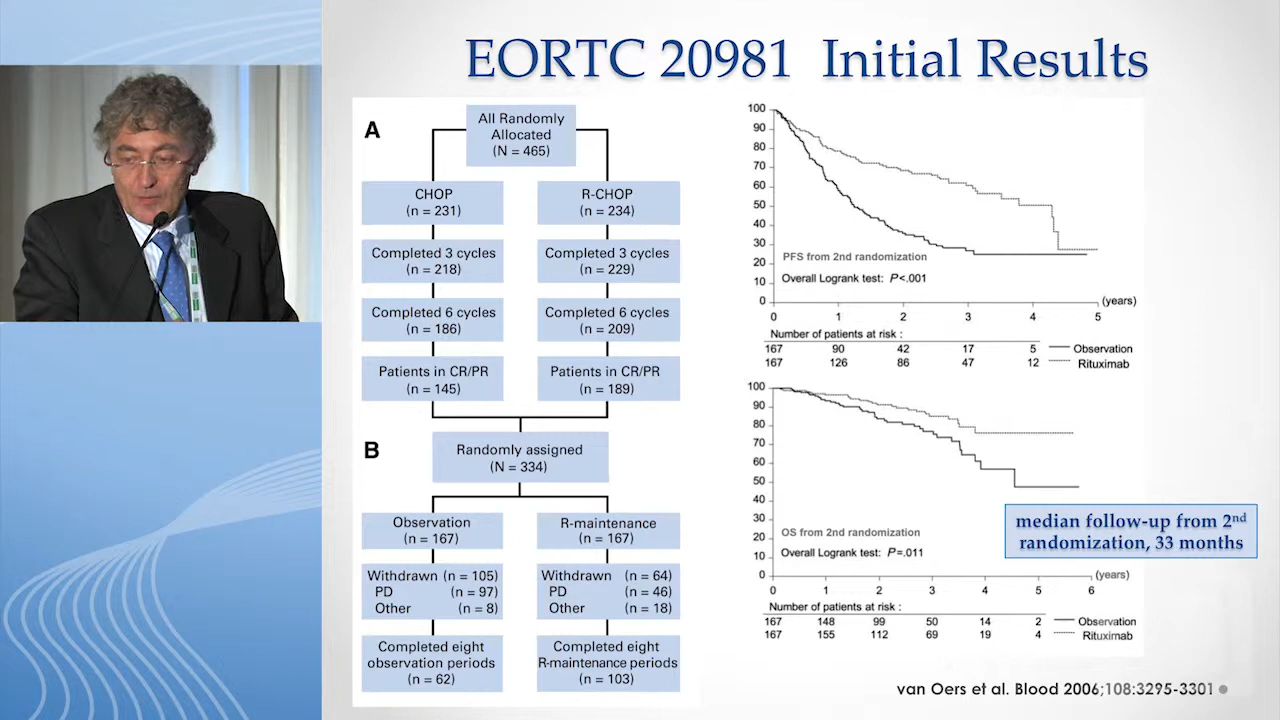 EORTC 20981 Initial Results
A
All Randomly
Allocated
(N = 465)
CHOP
(n = 231)
R-CHOP
(n = 234)
Completed 3 cycles
(n = 218)
Completed 3 cycles
(n = 229)
Completed 6 cycles
(n = 186)
Completed 6 cycles
(n = 209)
Patients in CR/PR
(n = 145)
Patients in CR/PR
(n = 189)
B
Randomly assigned
(N = 334)
Observation
(n = 167)
R-maintenance
(n = 167)
Withdrawn (n = 105)
PD (n = 97)
Other (n = 8)
Withdrawn (n = 64)
PD (n = 46)
Other (n = 18)
Completed eight
observation periods
(n = 62)
Completed eight
R-maintenance periods
(n = 103)
100
90
80
70
60
50
40
30
20
10
0
PFS from 2nd randomization
Overall Logrank test: P<.001
0 1 2 3 4 5
(years)
Number of patients at risk :
167 90 42 17 5 Observation
167 126 86 47 12 Rituximab
100
90
80
70
60
50
40
30
20
10
0
OS from 2nd randomization
Overall Logrank test: P=.011
0 1 2 3 4 5 6
(years)
Number of patients at risk :
167 148 99 50 14 2 Observation
167 155 112 69 19 4 Rituximab
median follow-up from 2nd
randomization, 33 months
van Oers et al. Blood 2006;108:3295-3301